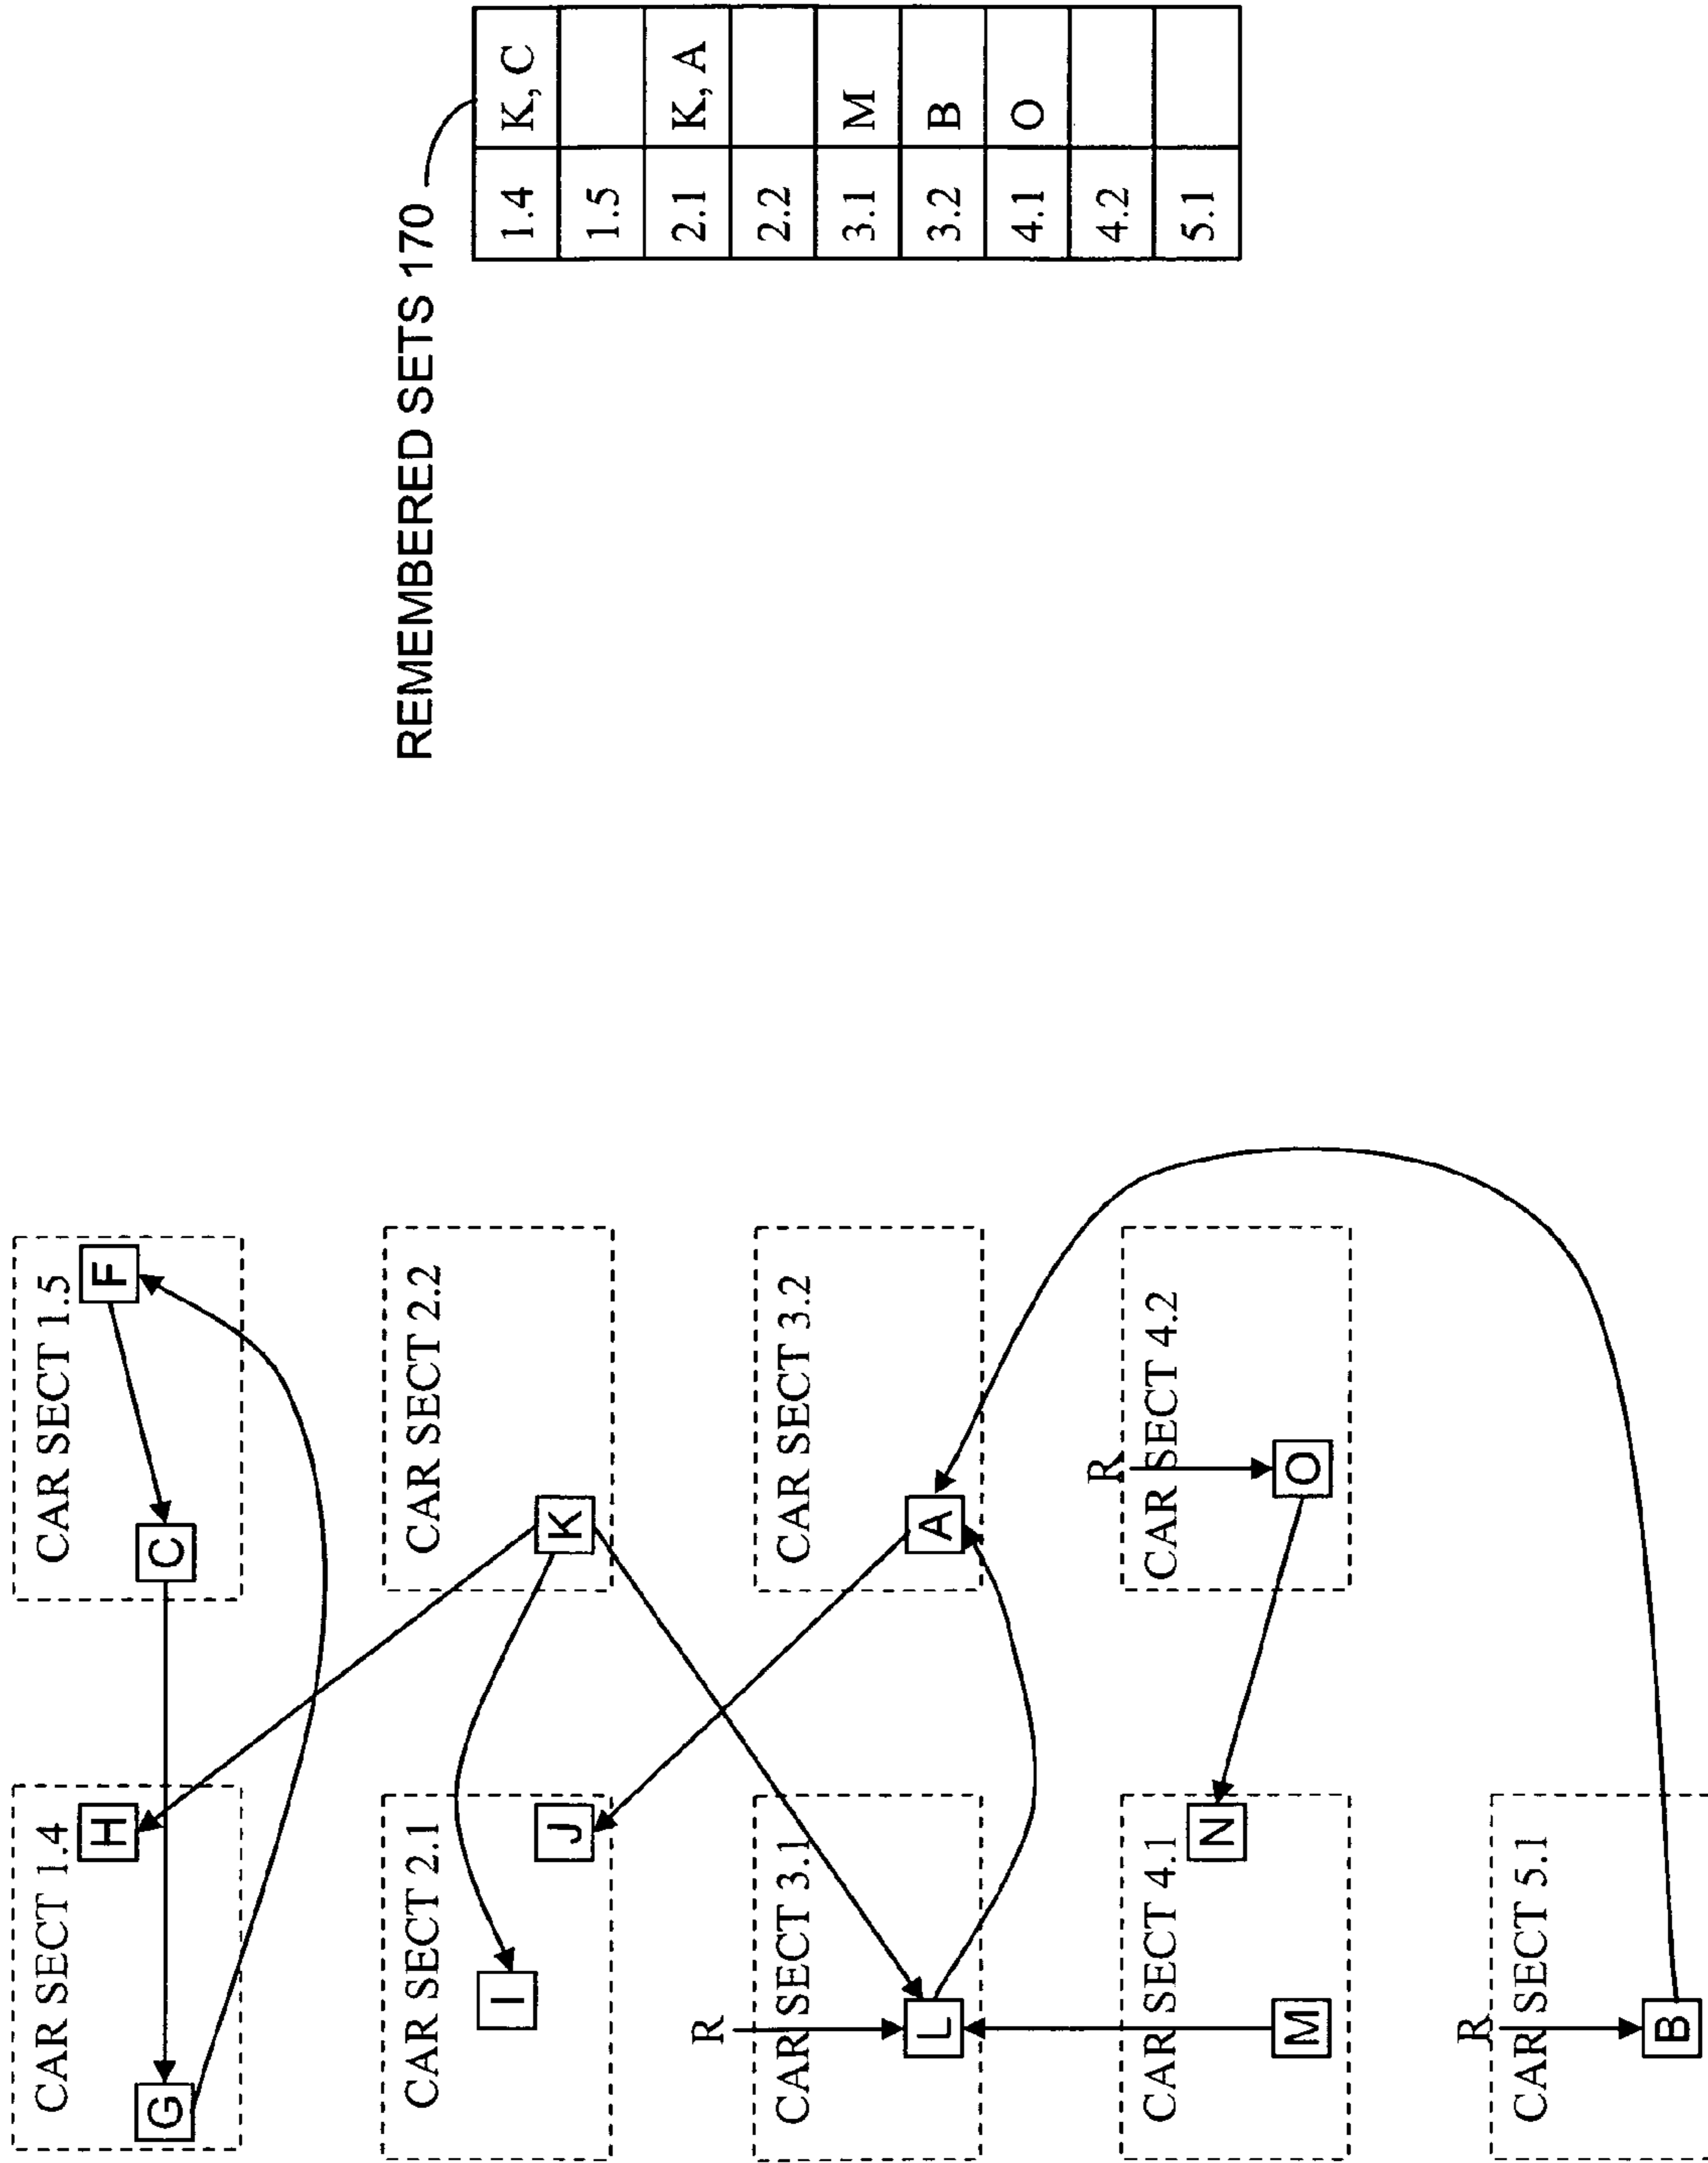 CAR SECT 1.4
G
H
CAR SECT 1.5
C
F
CAR SECT 2.1
I
J
CAR SECT 2.2
K
R
CAR SECT 3.1
L
CAR SECT 3.2
A
CAR SECT 4.1
M
N
R
CAR SECT 4.2
O
R
CAR SECT 5.1
B
REMEMBERED SETS 170
1.4 K, C
1.5
2.1 K, A
2.2
3.1 M
3.2 B
4.1 O
4.2
5.1